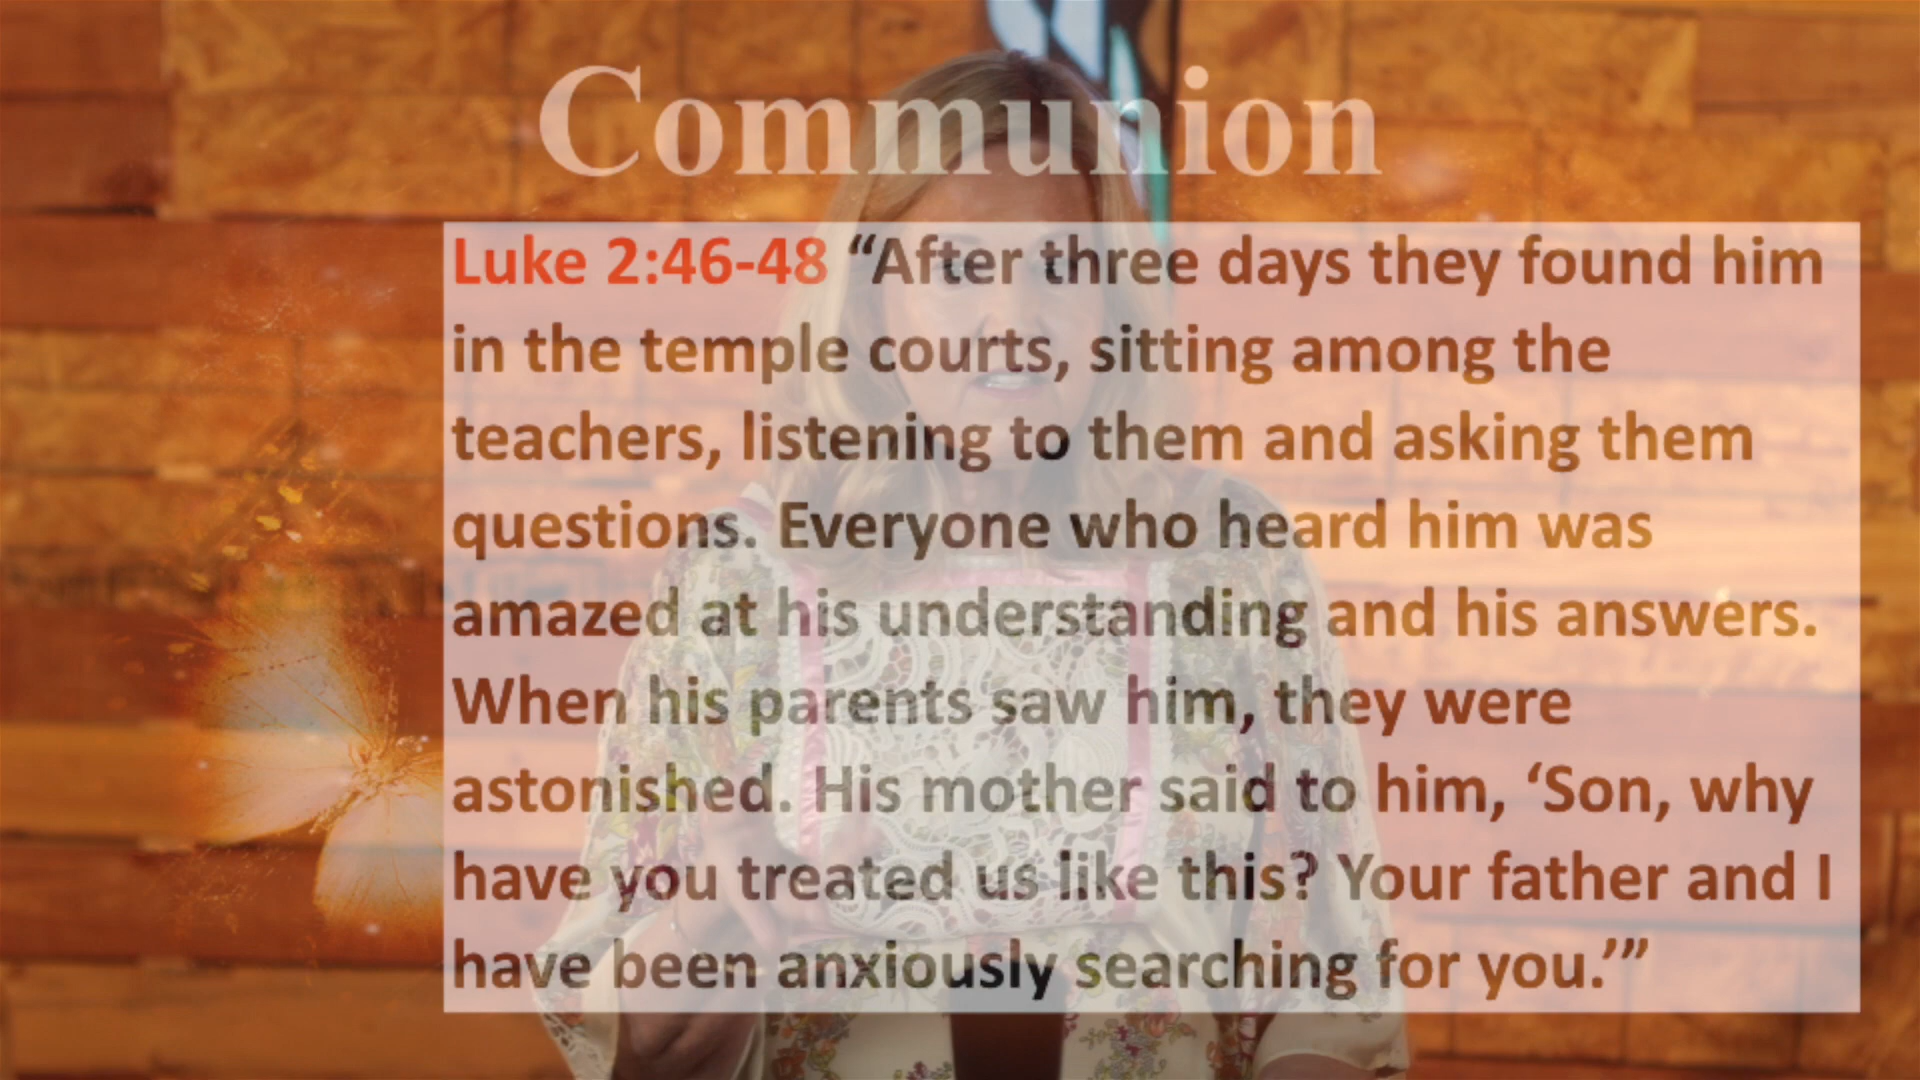 Communion
Luke 2:46-48 “After three days they found him
in the temple courts, sitting among the
teachers, listening to them and asking them
questions. Everyone who heard him was
amazed at his understanding and his answers.
When his parents saw him, they were
astonished. His mother said to him, ‘Son, why
have you treated us like this? Your father and I
have been anxiously searching for you.’”